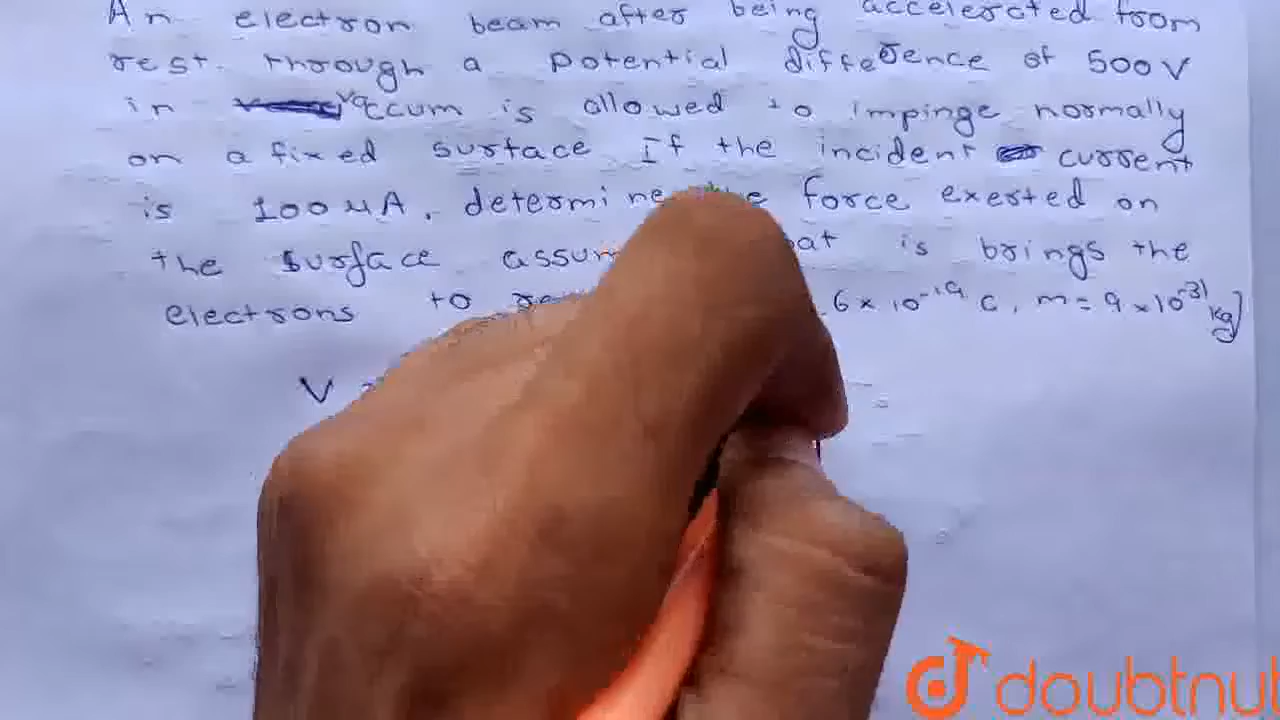 An electron beam after being accelerated from
rest through a potential difference of 500V
in vaccum is allowed to impinge normally
on a fixed surface If the incident current
is 100 μA, determine the force exerted on
the surface is brings the
electrons to 6 × 10⁻¹⁹ C, m = 9 × 10⁻³¹ kg]
V
doubtnut